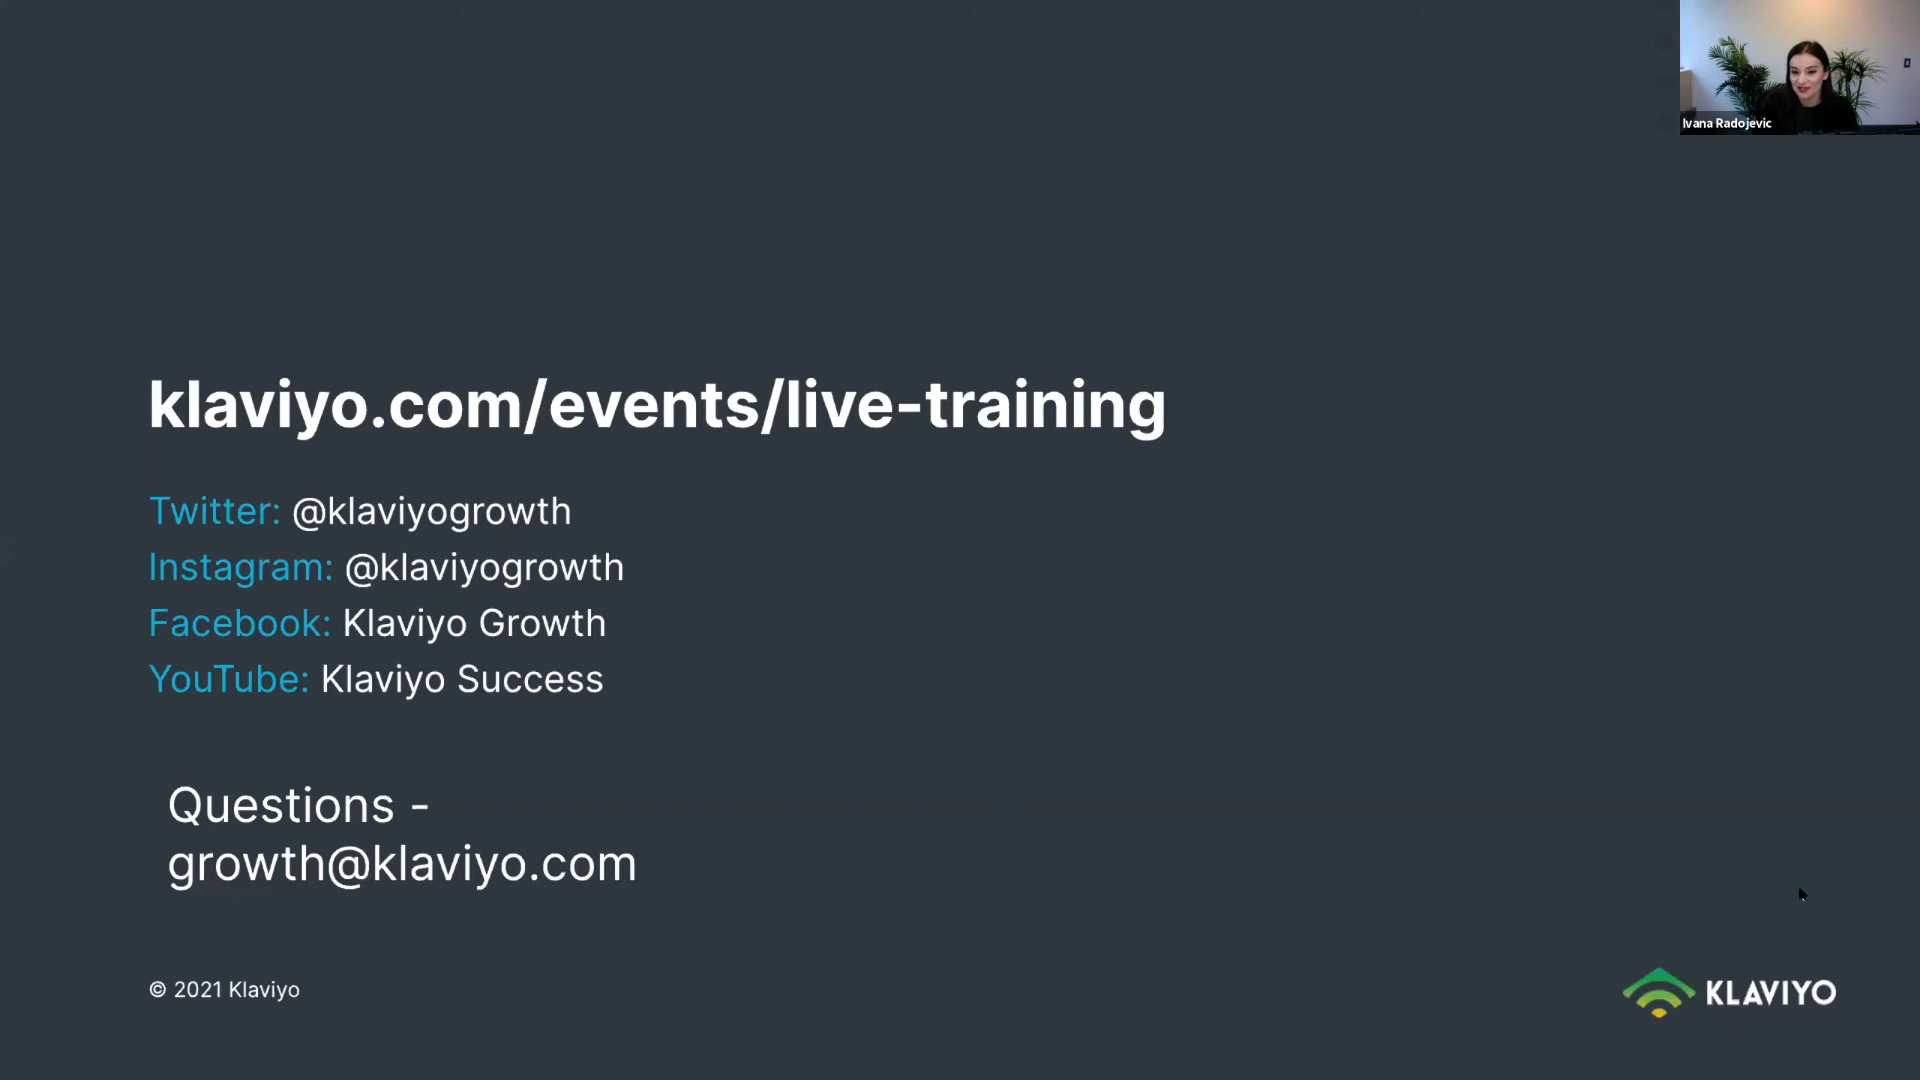 Ivana Radojevic
klaviyo.com/events/live-training
Twitter: @klaviyogrowth
Instagram: @klaviyogrowth
Facebook: Klaviyo Growth
YouTube: Klaviyo Success
Questions -
growth@klaviyo.com
© 2021 Klaviyo
KLAVIYO